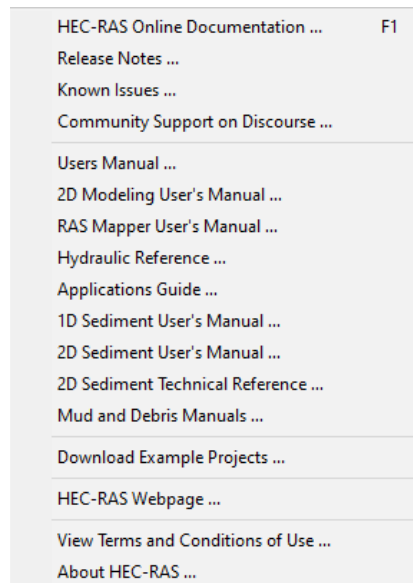 HEC-RAS Online Documentation ... F1
Release Notes ...
Known Issues ...
Community Support on Discourse ...
Users Manual ...
2D Modeling User's Manual ...
RAS Mapper User's Manual ...
Hydraulic Reference ...
Applications Guide ...
1D Sediment User's Manual ...
2D Sediment User's Manual ...
2D Sediment Technical Reference ...
Mud and Debris Manuals ...
Download Example Projects ...
HEC-RAS Webpage ...
View Terms and Conditions of Use ...
About HEC-RAS ...